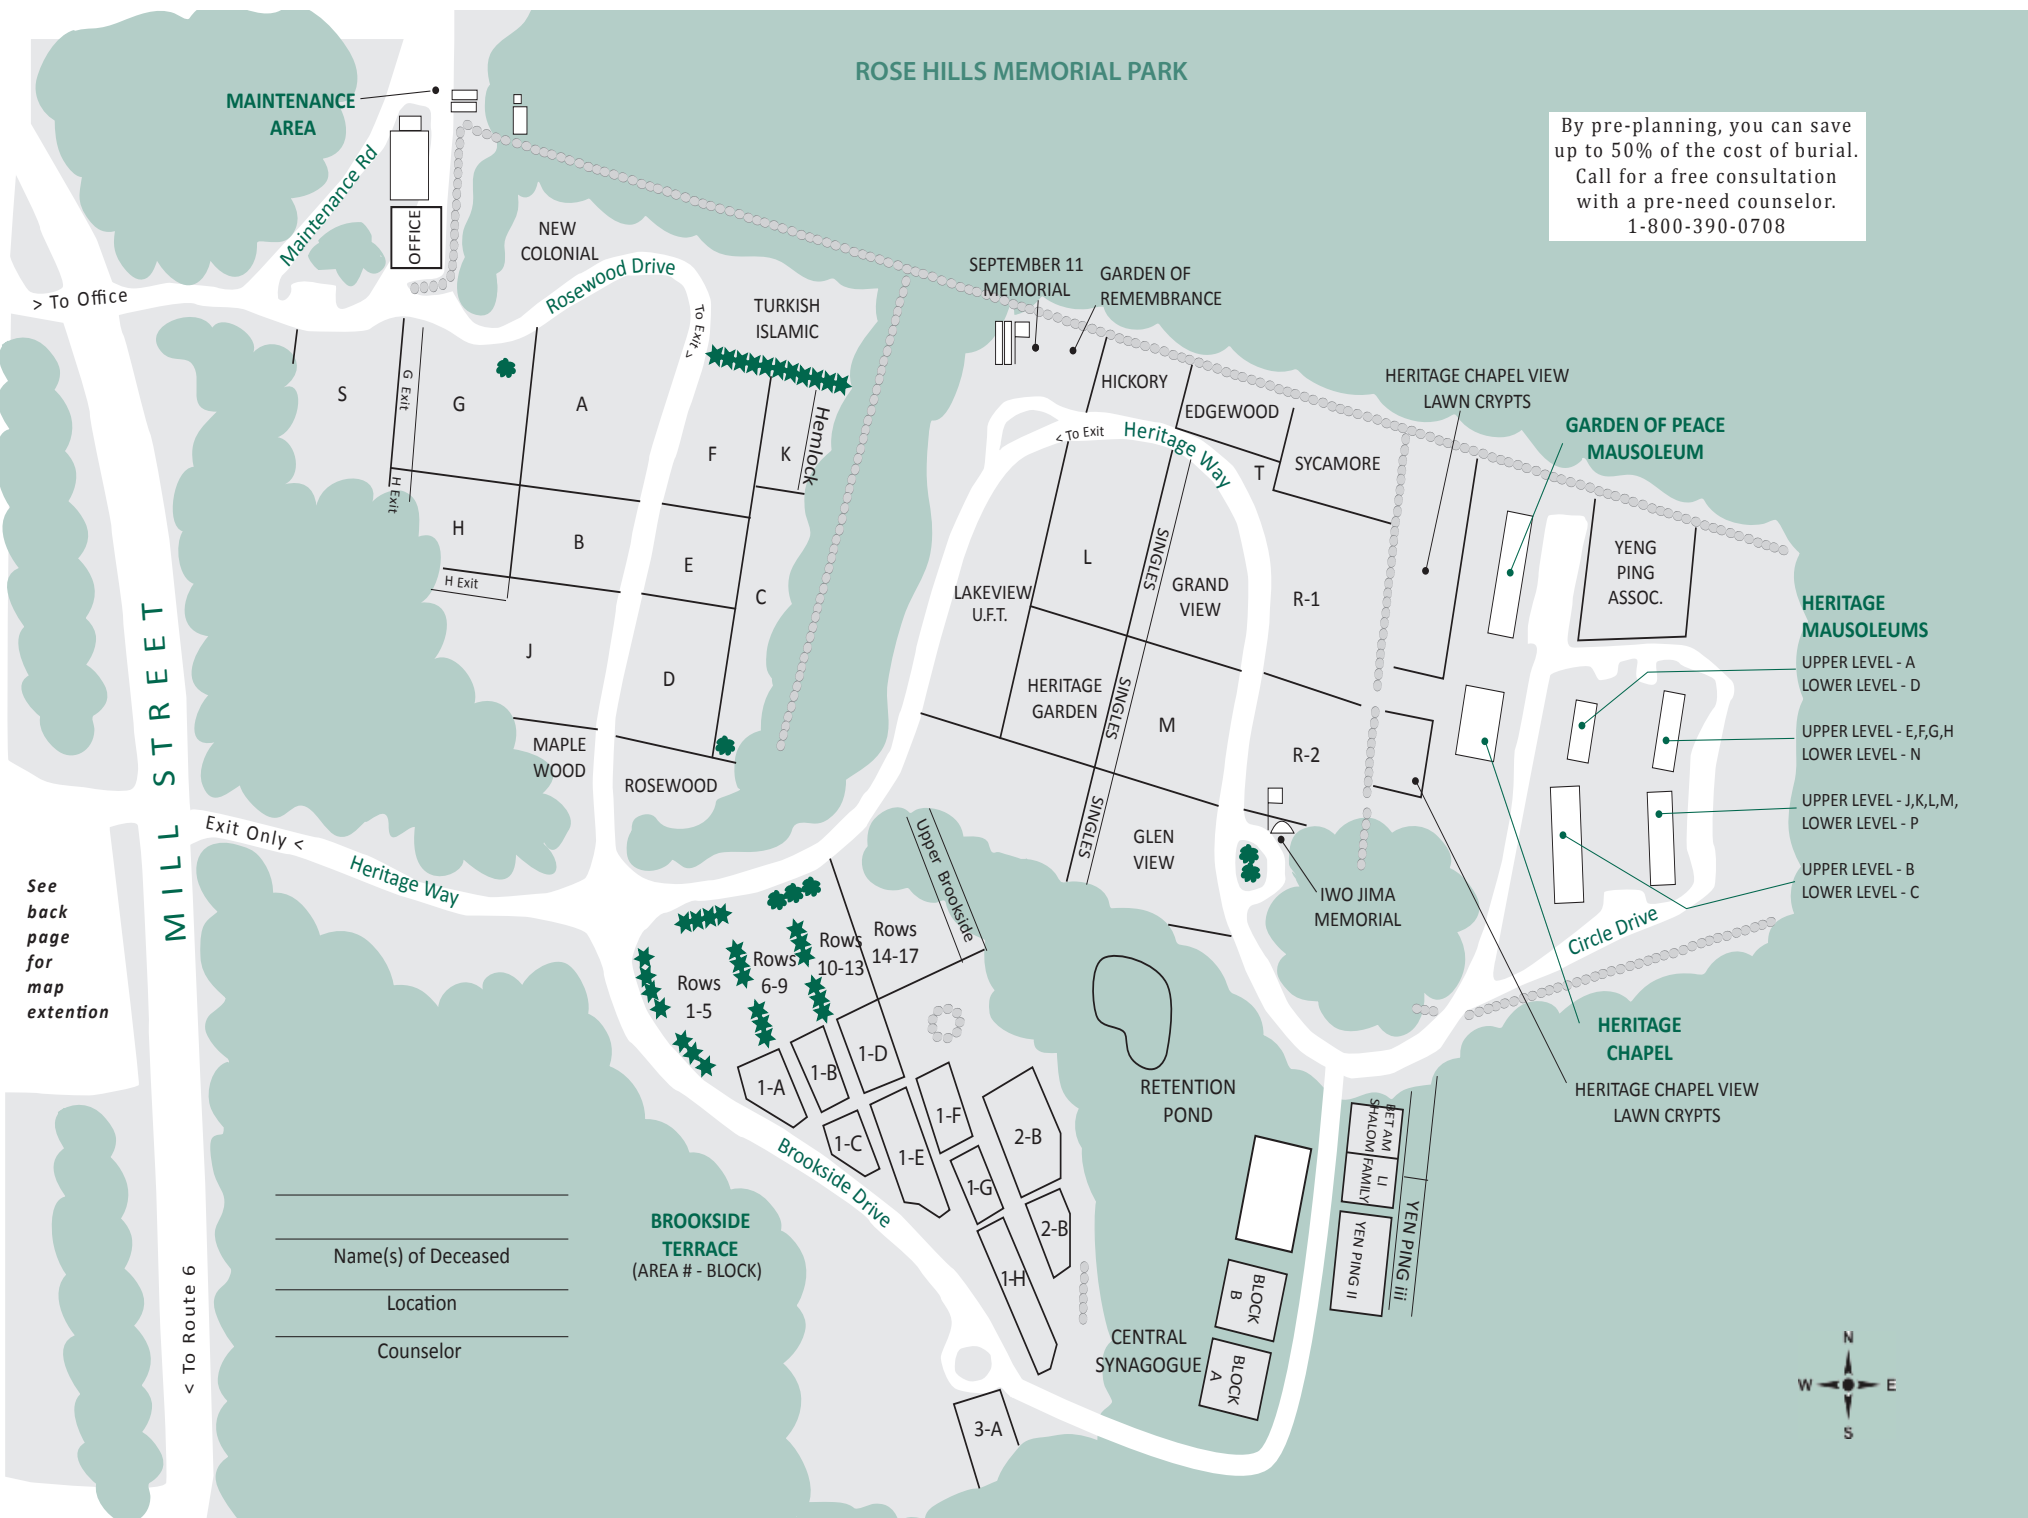 ROSE HILLS MEMORIAL PARK
MAINTENANCE
AREA
By pre-planning, you can save
up to 50% of the cost of burial.
Call for a free consultation
with a pre-need counselor.
1-800-390-0708
Maintenance Rd
OFFICE
NEW
COLONIAL
Rosewood Drive
> To Office
To Exit >
TURKISH
ISLAMIC
SEPTEMBER 11
MEMORIAL
GARDEN OF
REMEMBRANCE
S
G Exit
G
A
F
K
Hemlock
H Exit
H
B
E
C
H Exit
J
D
MAPLE
WOOD
ROSEWOOD
HICKORY
EDGEWOOD
< To Exit
Heritage Way
T
SYCAMORE
HERITAGE CHAPEL VIEW
LAWN CRYPTS
GARDEN OF PEACE
MAUSOLEUM
L
SINGLES
GRAND
VIEW
LAKEVIEW
U.F.T.
R-1
YENG
PING
ASSOC.
HERITAGE
MAUSOLEUMS
UPPER LEVEL - A
LOWER LEVEL - D
UPPER LEVEL - E,F,G,H
LOWER LEVEL - N
UPPER LEVEL - J,K,L,M,
LOWER LEVEL - P
UPPER LEVEL - B
LOWER LEVEL - C
HERITAGE
GARDEN
SINGLES
M
R-2
SINGLES
GLEN
VIEW
IWO JIMA
MEMORIAL
Circle Drive
MILL STREET
Exit Only <
Heritage Way
See
back
page
for
map
extention
Upper Brookside
Rows
1-5
Rows
6-9
Rows
10-13
Rows
14-17
1-A
1-B
1-C
1-D
1-E
1-F
1-G
1-H
2-B
2-B
3-A
Brookside Drive
RETENTION
POND
HERITAGE
CHAPEL
HERITAGE CHAPEL VIEW
LAWN CRYPTS
BET AM
SHALOM
LI
FAMILY
YEN PING II
YEN PING iii
BLOCK
B
BLOCK
A
CENTRAL
SYNAGOGUE
BROOKSIDE
TERRACE
(AREA # - BLOCK)
Name(s) of Deceased
Location
Counselor
< To Route 6
N
W
E
S